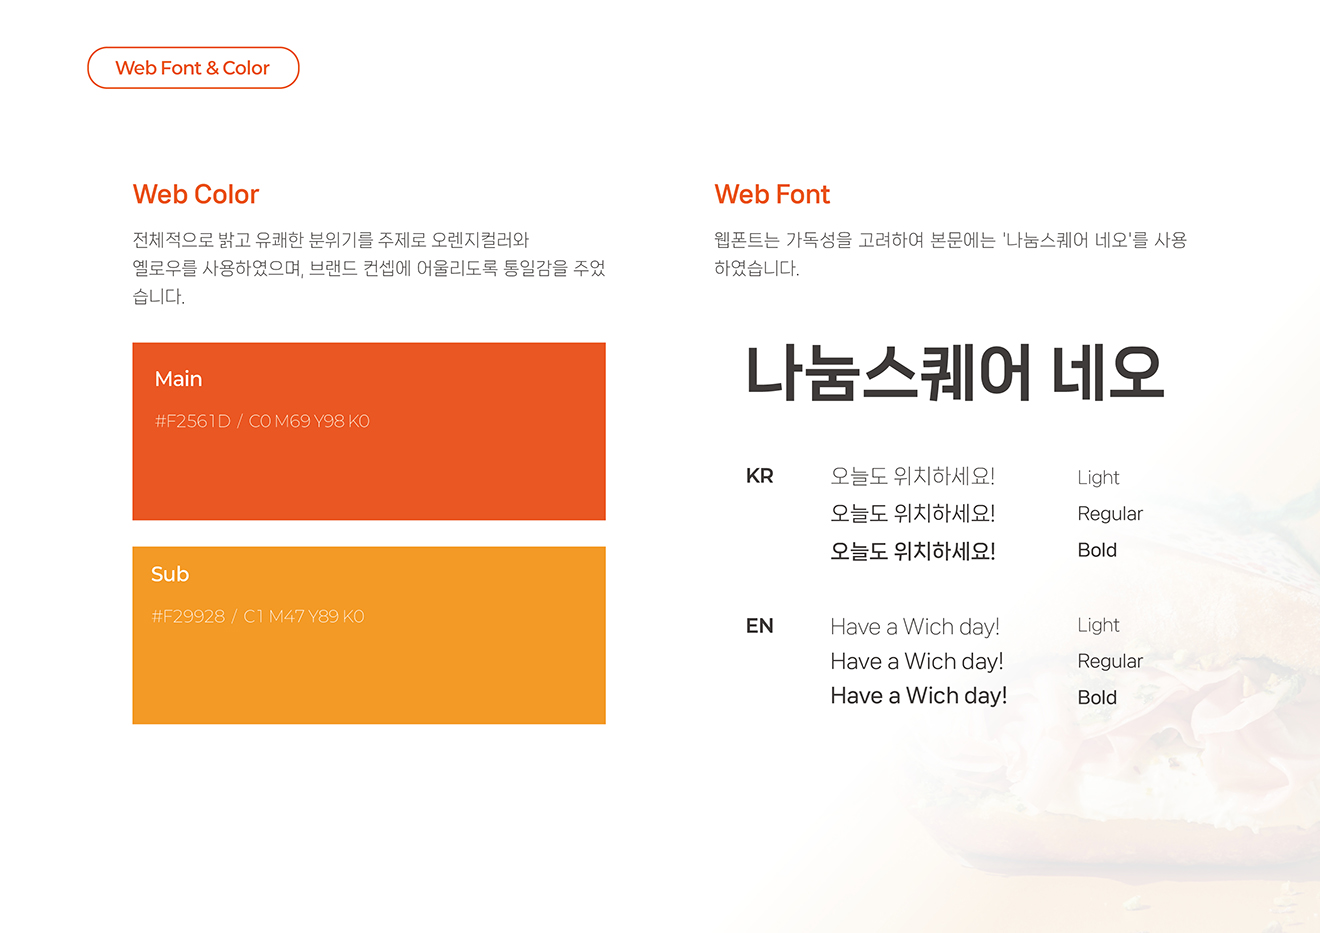 Web Font & Color
Web Color
전체적으로 밝고 유쾌한 분위기를 주제로 오렌지컬러와
옐로우를 사용하였으며, 브랜드 컨셉에 어울리도록 통일감을 주었
습니다.
Main
#F2561D / C0 M69 Y98 K0
Sub
#F29928 / C1 M47 Y89 K0
Web Font
웹폰트는 가독성을 고려하여 본문에는 '나눔스퀘어 네오'를 사용
하였습니다.
나눔스퀘어 네오
KR 오늘도 위치하세요! Light
오늘도 위치하세요! Regular
오늘도 위치하세요! Bold
EN Have a Wich day! Light
Have a Wich day! Regular
Have a Wich day! Bold